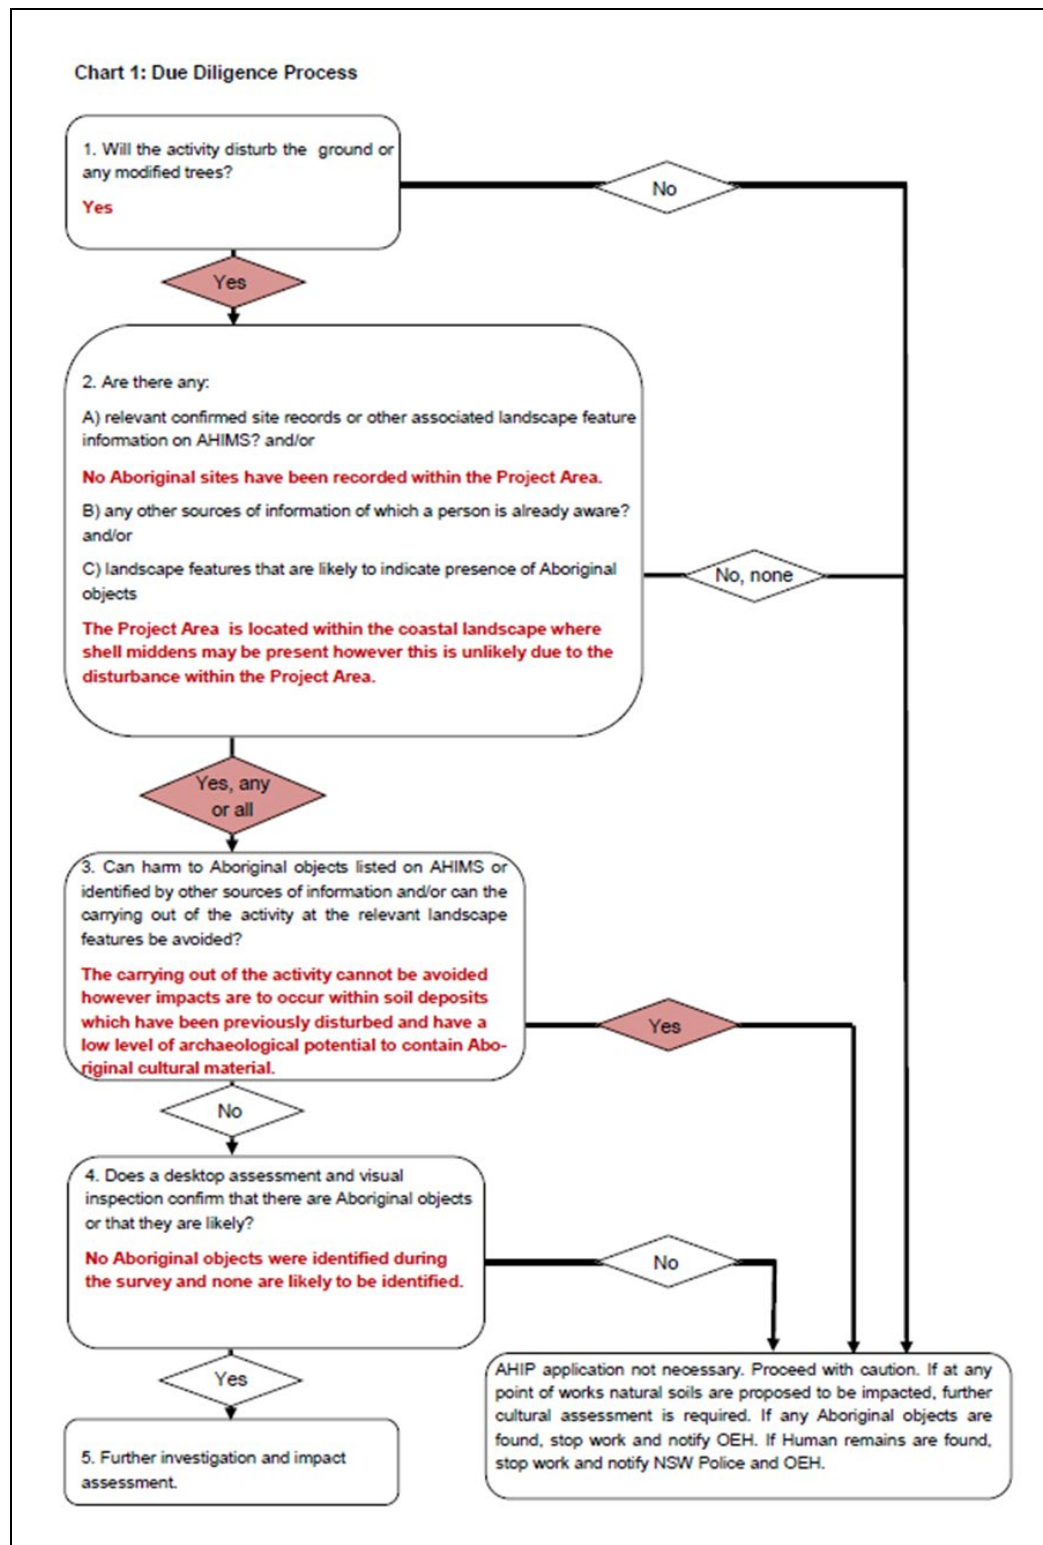 Chart 1: Due Diligence Process
1. Will the activity disturb the ground or
any modified trees?
Yes
No
Yes
2. Are there any:
A) relevant confirmed site records or other associated landscape feature
information on AHIMS? and/or
No Aboriginal sites have been recorded within the Project Area.
B) any other sources of information of which a person is already aware?
and/or
C) landscape features that are likely to indicate presence of Aboriginal
objects
The Project Area is located within the coastal landscape where
shell middens may be present however this is unlikely due to the
disturbance within the Project Area.
No, none
Yes, any
or all
3. Can harm to Aboriginal objects listed on AHIMS or
identified by other sources of information and/or can the
carrying out of the activity at the relevant landscape
features be avoided?
The carrying out of the activity cannot be avoided
however impacts are to occur within soil deposits
which have been previously disturbed and have a
low level of archaeological potential to contain Abo-
riginal cultural material.
Yes
No
4. Does a desktop assessment and visual
inspection confirm that there are Aboriginal objects
or that they are likely?
No Aboriginal objects were identified during
the survey and none are likely to be identified.
No
Yes
5. Further investigation and impact
assessment.
AHIP application not necessary. Proceed with caution. If at any
point of works natural soils are proposed to be impacted, further
cultural assessment is required. If any Aboriginal objects are
found, stop work and notify OEH. If Human remains are found,
stop work and notify NSW Police and OEH.